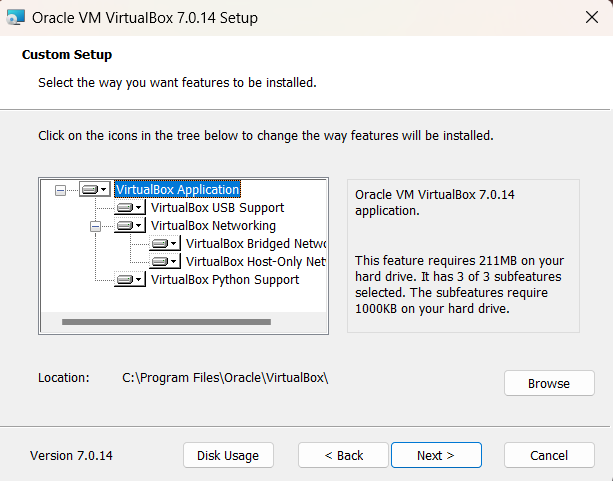 Oracle VM VirtualBox 7.0.14 Setup
Custom Setup
Select the way you want features to be installed.
Click on the icons in the tree below to change the way features will be installed.
VirtualBox Application
VirtualBox USB Support
VirtualBox Networking
VirtualBox Bridged Netwo
VirtualBox Host-Only Net
VirtualBox Python Support
Oracle VM VirtualBox 7.0.14
application.
This feature requires 211MB on your
hard drive. It has 3 of 3 subfeatures
selected. The subfeatures require
1000KB on your hard drive.
Location: C:\Program Files\Oracle\VirtualBox\
Browse
Version 7.0.14
Disk Usage
< Back
Next >
Cancel